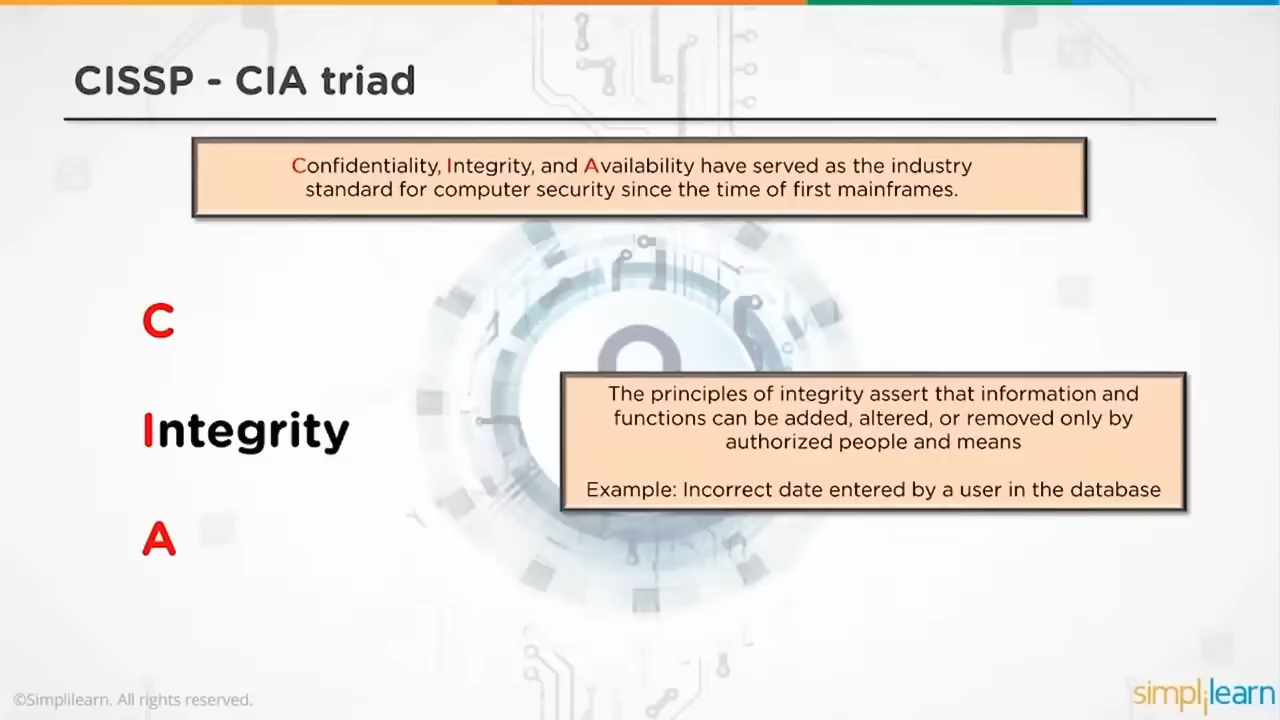 CISSP - CIA triad
Confidentiality, Integrity, and Availability have served as the industry
standard for computer security since the time of first mainframes.
C
Integrity
A
The principles of integrity assert that information and
functions can be added, altered, or removed only by
authorized people and means
Example: Incorrect date entered by a user in the database
©Simplilearn. All rights reserved.
simplilearn